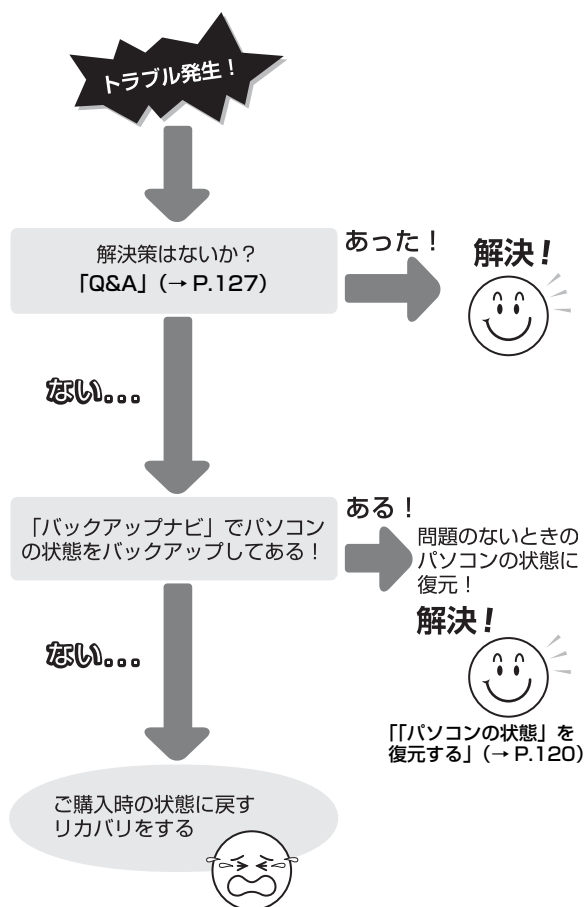 トラブル発生！
解決策はないか？
「Q&A」（→ P.127）
あった！
解決！
ない...
「バックアップナビ」でパソコン
の状態をバックアップしてある！
ある！
問題のないときの
パソコンの状態に
復元！
解決！
「「パソコンの状態」を
復元する」（→ P.120）
ない...
ご購入時の状態に戻す
リカバリをする